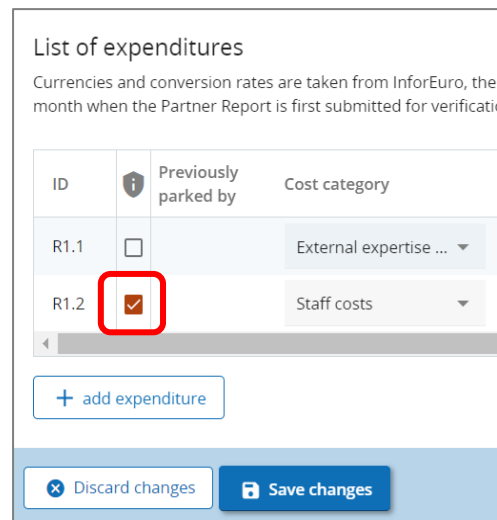 List of expenditures
Currencies and conversion rates are taken from InforEuro, the
month when the Partner Report is first submitted for verificati
ID
Previously
parked by
Cost category
R1.1
External expertise ...
R1.2
Staff costs
+ add expenditure
Discard changes
Save changes